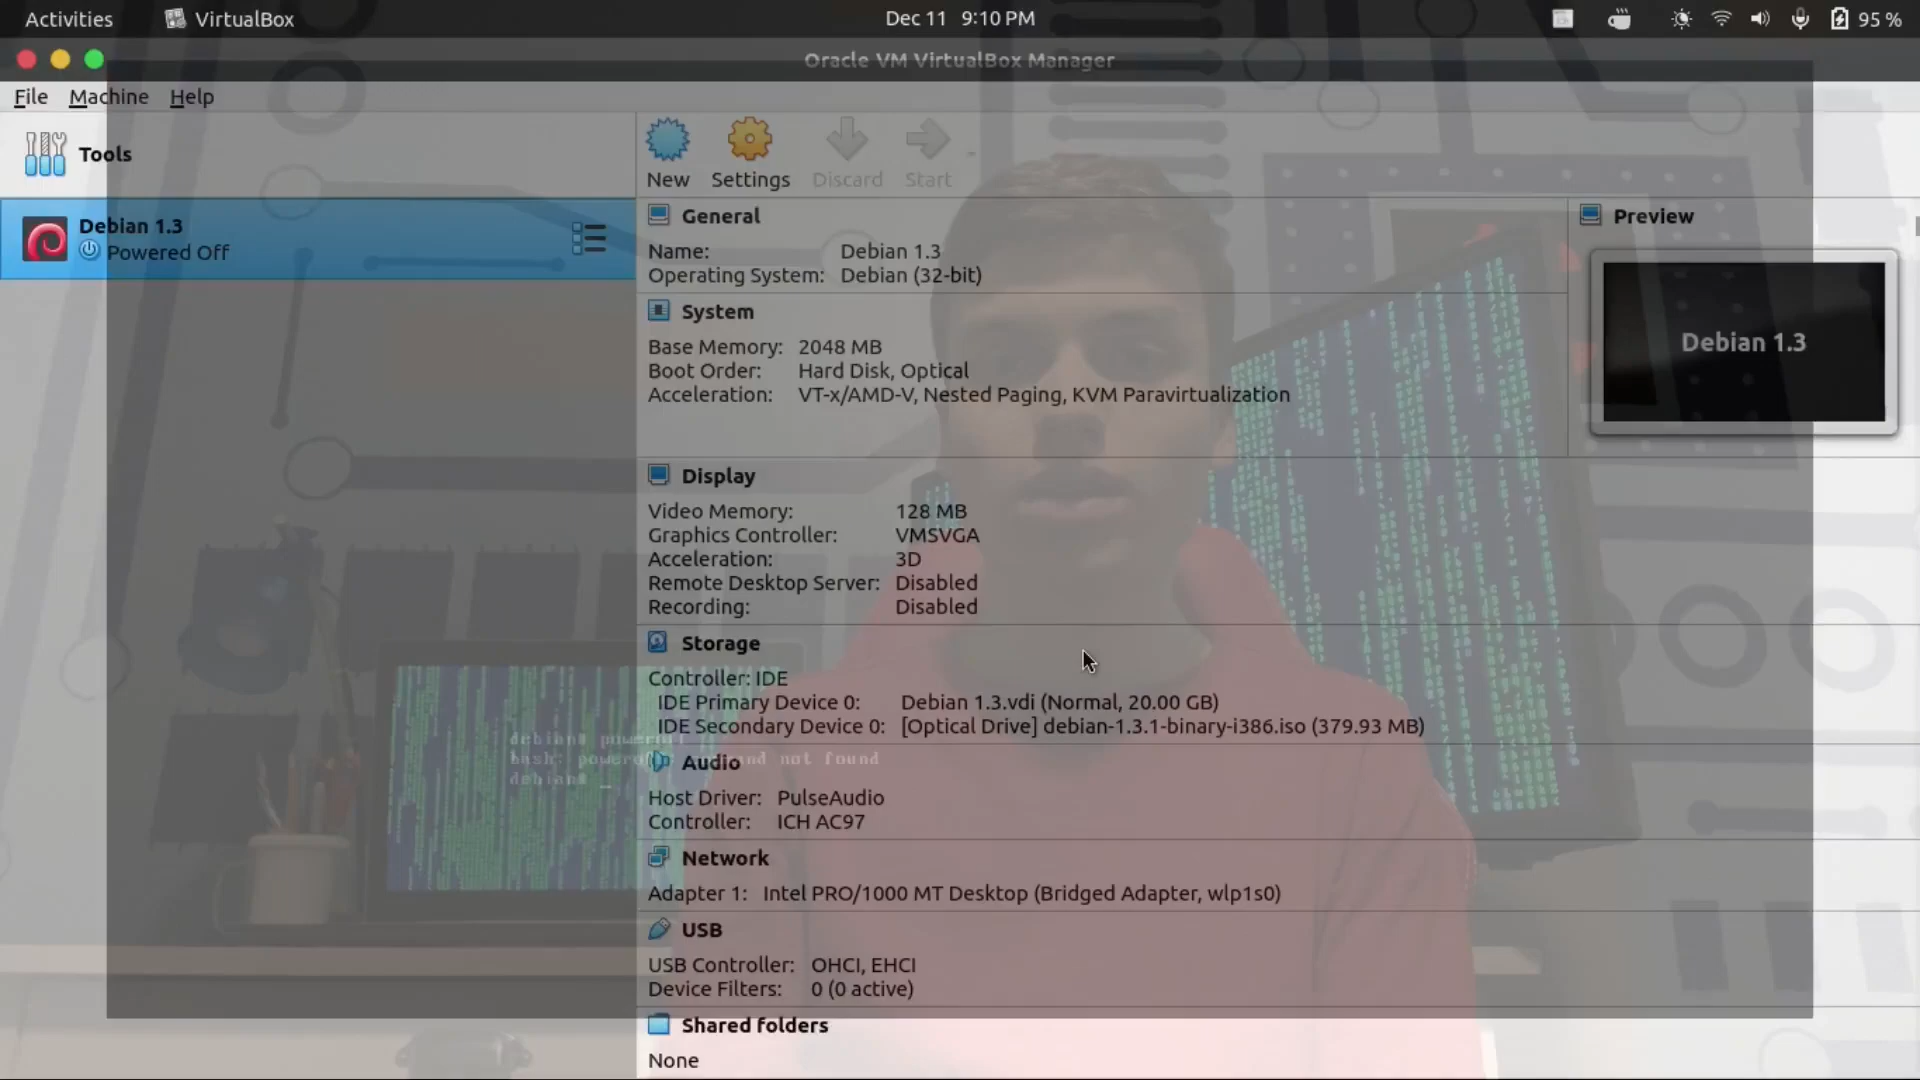 Activities VirtualBox Dec 11 9:10 PM 95 %
Oracle VM VirtualBox Manager
File Machine Help
Tools
New Settings Discard Start
Debian 1.3
Powered Off
General
Name: Debian 1.3
Operating System: Debian (32-bit)
Preview
Debian 1.3
System
Base Memory: 2048 MB
Boot Order: Hard Disk, Optical
Acceleration: VT-x/AMD-V, Nested Paging, KVM Paravirtualization
Display
Video Memory: 128 MB
Graphics Controller: VMSVGA
Acceleration: 3D
Remote Desktop Server: Disabled
Recording: Disabled
Storage
Controller: IDE
IDE Primary Device 0: Debian 1.3.vdi (Normal, 20.00 GB)
IDE Secondary Device 0: [Optical Drive] debian-1.3.1-binary-i386.iso (379.93 MB)
debian#
bash: not found
debian# _
Audio
Host Driver: PulseAudio
Controller: ICH AC97
Network
Adapter 1: Intel PRO/1000 MT Desktop (Bridged Adapter, wlp1s0)
USB
USB Controller: OHCI, EHCI
Device Filters: 0 (0 active)
Shared folders
None